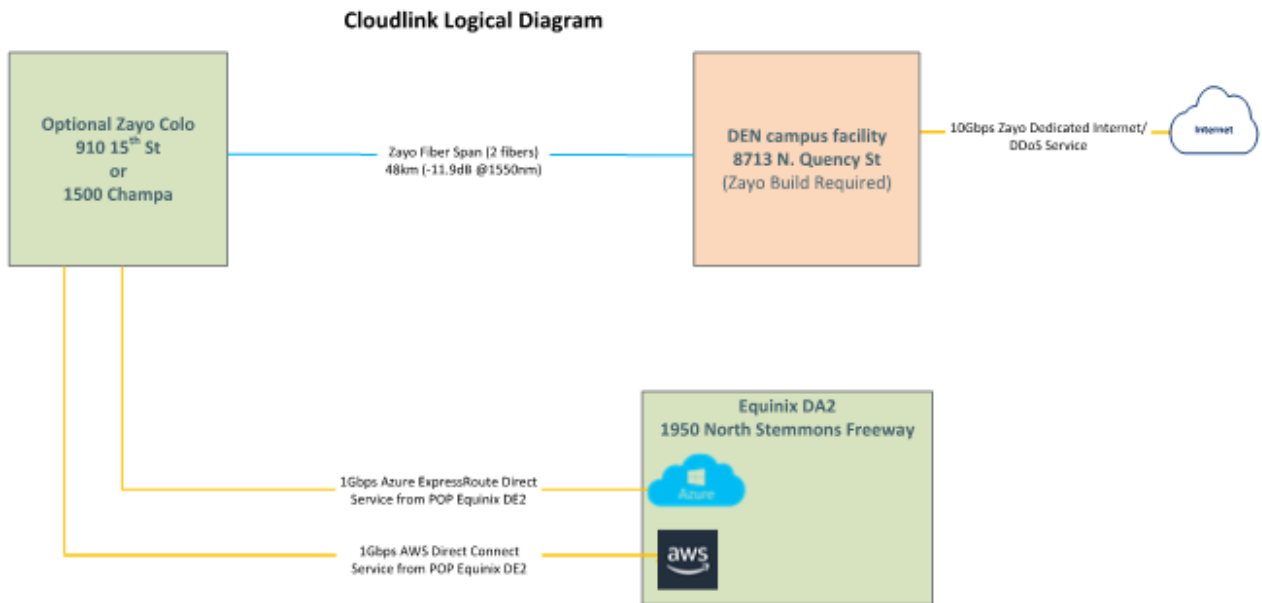 Cloudlink Logical Diagram
Optional Zayo Colo
910 15th St
or
1500 Champa
Zayo Fiber Span (2 fibers)
48km (-11.9dB @1550nm)
DEN campus facility
8713 N. Quency St
(Zayo Build Required)
10Gbps Zayo Dedicated Internet/
DDoS Service
Internet
Equinix DA2
1950 North Stemmons Freeway
1Gbps Azure ExpressRoute Direct
Service from POP Equinix DE2
Azure
1Gbps AWS Direct Connect
Service from POP Equinix DE2
aws